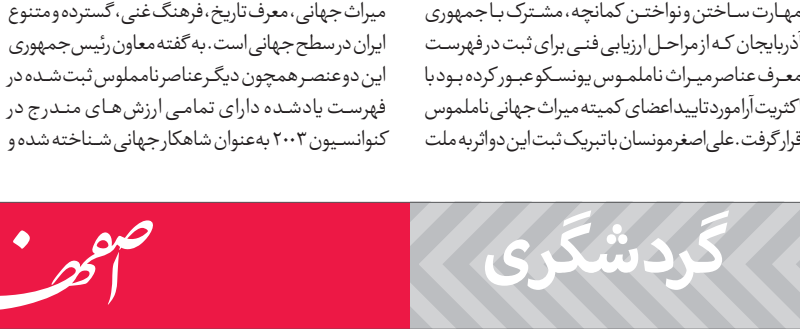 مهارت ساختن ونواختن کمانچه، مشترک با جمهوری
آذربایجان که از مراحل ارزیابی فنی برای ثبت در فهرست
معرف عناصر میراث ناملموس یونسکو عبور کرده بود با
اکثریت آرا مورد تایید اعضای کمیته میراث جهانی ناملموس
قرار گرفت. علی‌اصغر مونسان با تبریک ثبت این دو اثر به ملت
میراث جهانی، معرف تاریخ، فرهنگ غنی، گسترده و متنوع
ایران در سطح جهانی است. به گفته معاون رئیس جمهوری
این دو عنصر همچون دیگر عناصر نامملوس ثبت شده در
فهرست یادشده دارای تمامی ارزش‌های مندرج در
کنوانسیون ۲۰۰۳ به‌عنوان شاهکار جهانی شناخته شده و
گردشگری